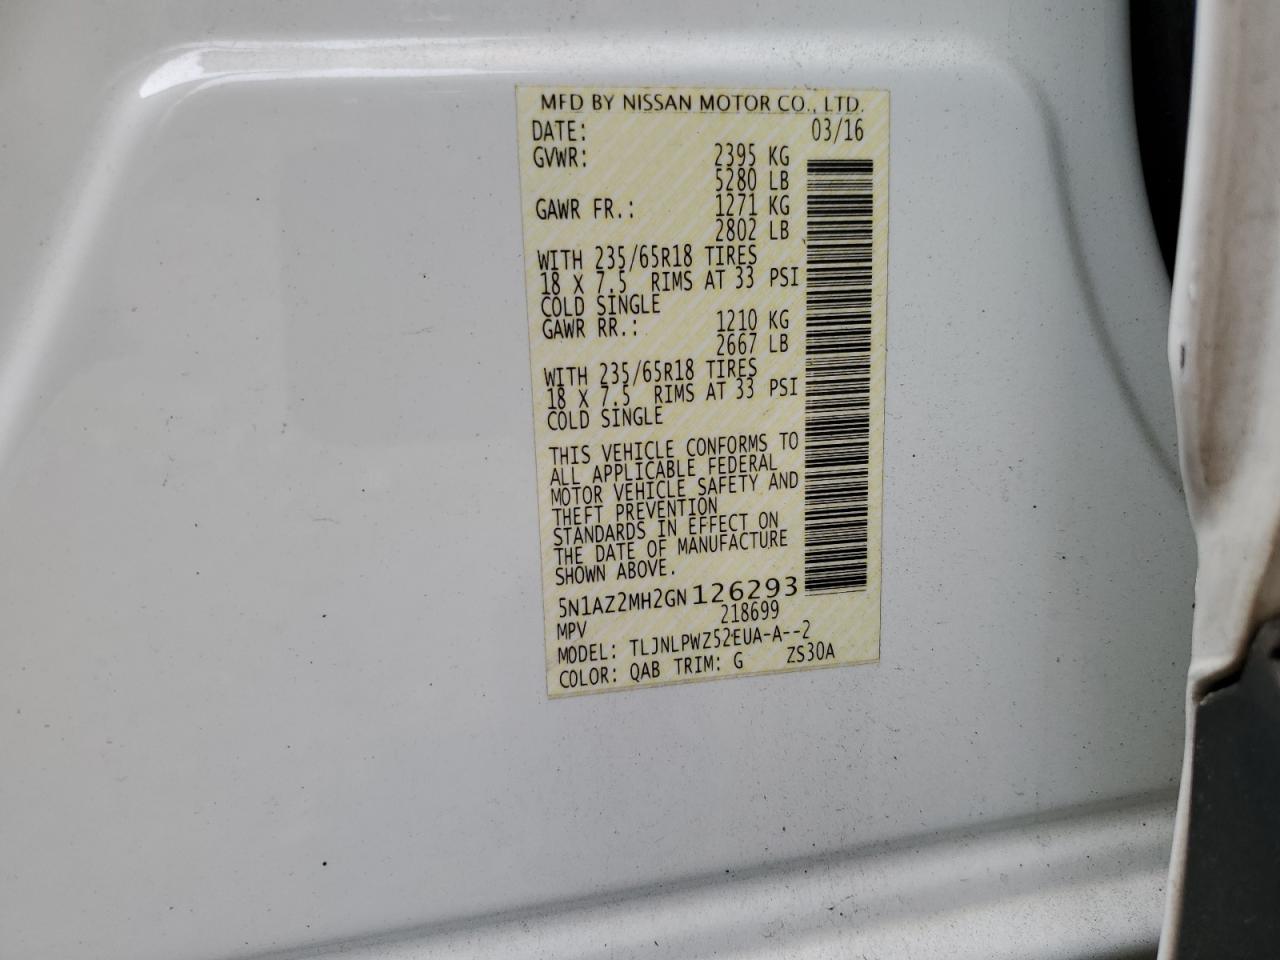 MFD BY NISSAN MOTOR CO., LTD.
DATE: 03/16
GVWR: 2395 KG
5280 LB
GAWR FR.: 1271 KG
2802 LB
WITH 235/65R18 TIRES
18 X 7.5 RIMS AT 33 PSI
COLD SINGLE
GAWR RR.: 1210 KG
2667 LB
WITH 235/65R18 TIRES
18 X 7.5 RIMS AT 33 PSI
COLD SINGLE
THIS VEHICLE CONFORMS TO
ALL APPLICABLE FEDERAL
MOTOR VEHICLE SAFETY AND
THEFT PREVENTION
STANDARDS IN EFFECT ON
THE DATE OF MANUFACTURE
SHOWN ABOVE.
5N1AZ2MH2GN126293
MPV 218699
MODEL: TLJNLPWZ52EUA-A--2
COLOR: QAB TRIM: G ZS30A